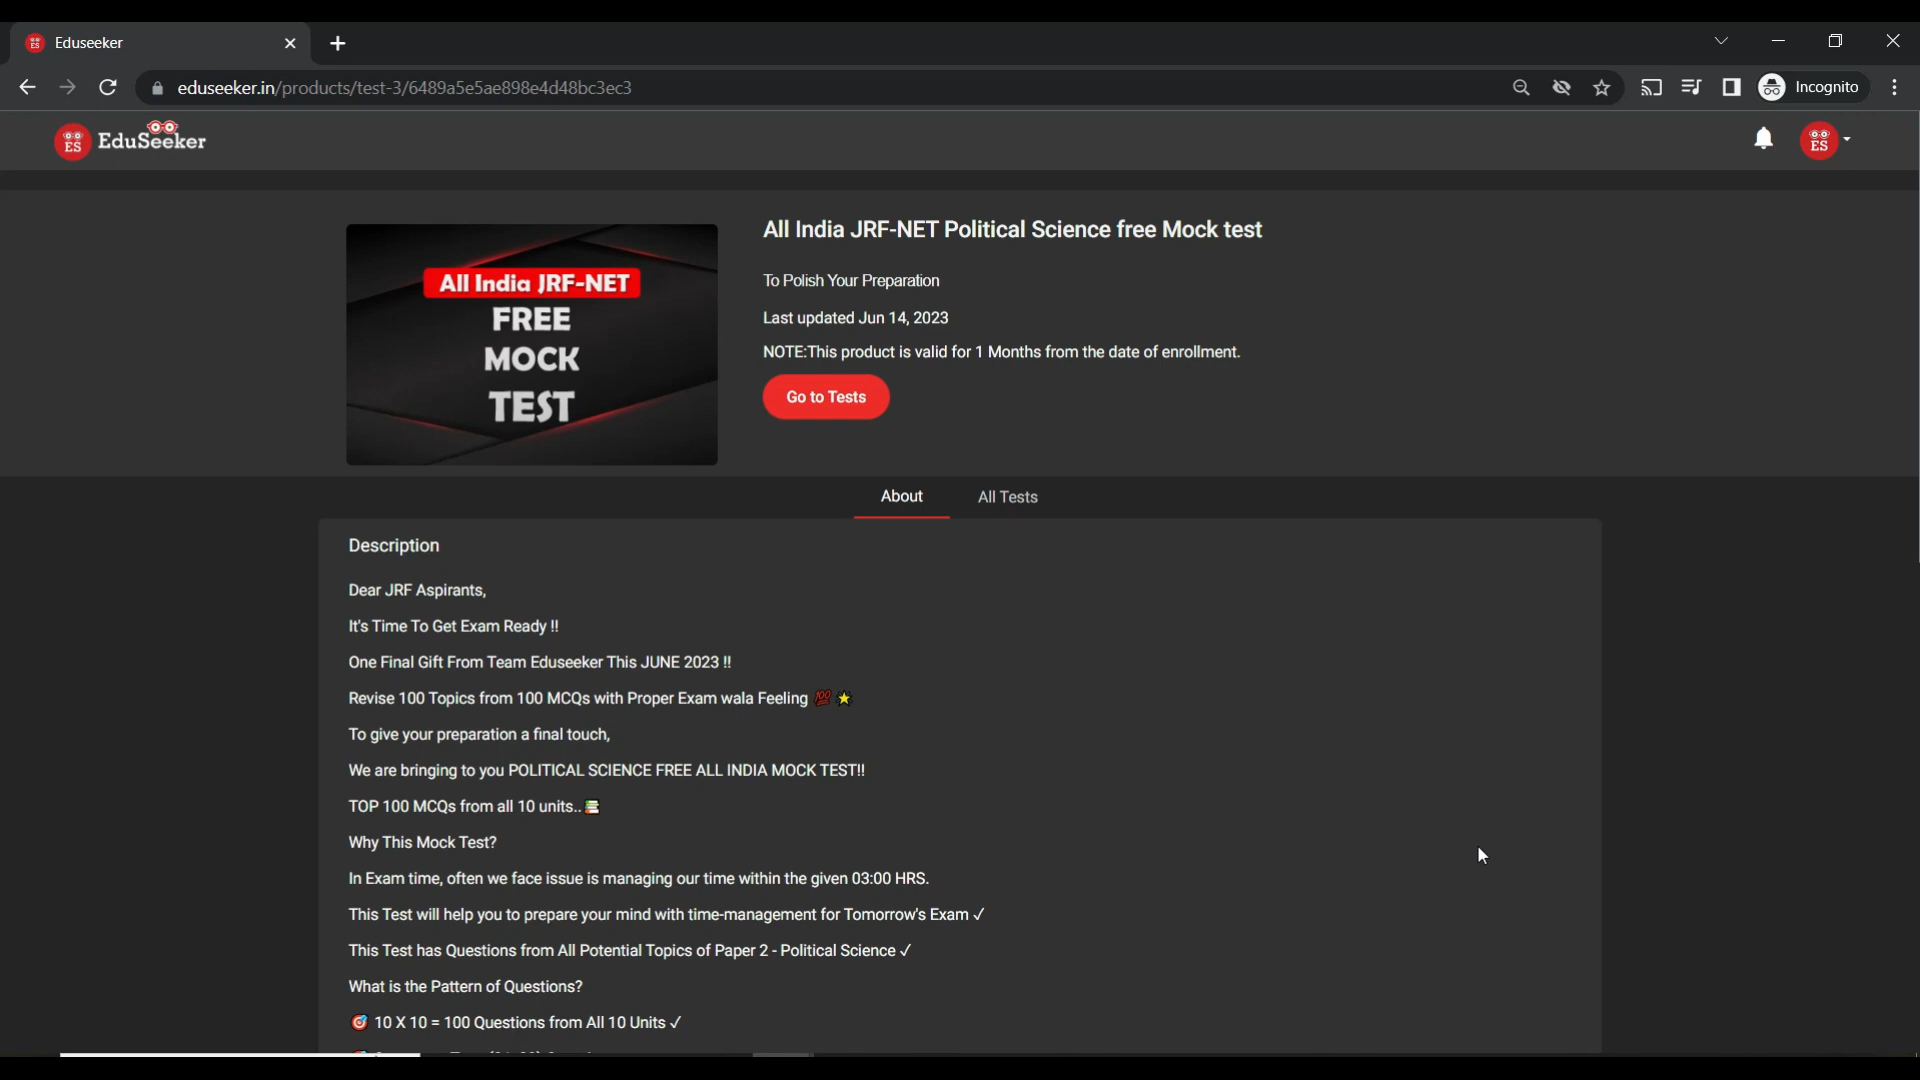 Eduseeker
eduseeker.in/products/test-3/6489a5e5ae898e4d48bc3ec3
Incognito
ES EduSeeker
ES
All India JRF-NET
FREE
MOCK
TEST
All India JRF-NET Political Science free Mock test
To Polish Your Preparation
Last updated Jun 14, 2023
NOTE:This product is valid for 1 Months from the date of enrollment.
Go to Tests
About All Tests
Description
Dear JRF Aspirants,
It's Time To Get Exam Ready !!
One Final Gift From Team Eduseeker This JUNE 2023 !!
Revise 100 Topics from 100 MCQs with Proper Exam wala Feeling 💯 🌟
To give your preparation a final touch,
We are bringing to you POLITICAL SCIENCE FREE ALL INDIA MOCK TEST!!
TOP 100 MCQs from all 10 units.. 📚
Why This Mock Test?
In Exam time, often we face issue is managing our time within the given 03:00 HRS.
This Test will help you to prepare your mind with time-management for Tomorrow's Exam ✓
This Test has Questions from All Potential Topics of Paper 2 - Political Science ✓
What is the Pattern of Questions?
🎯 10 X 10 = 100 Questions from All 10 Units ✓